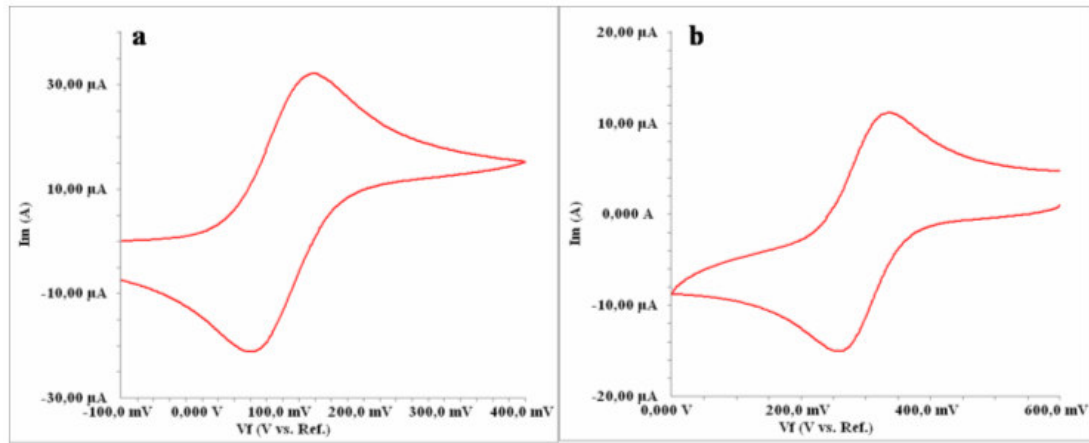 a
30,00 µA
10,00 µA
-10,00 µA
-30,00 µA
Im (A)
-100,0 mV 0,000 V 100,0 mV 200,0 mV 300,0 mV 400,0 mV
Vf (V vs. Ref.)
b
20,00 µA
10,00 µA
0,000 A
-10,00 µA
-20,00 µA
Im (A)
0,000 V 200,0 mV 400,0 mV 600,0 mV
Vf (V vs. Ref.)